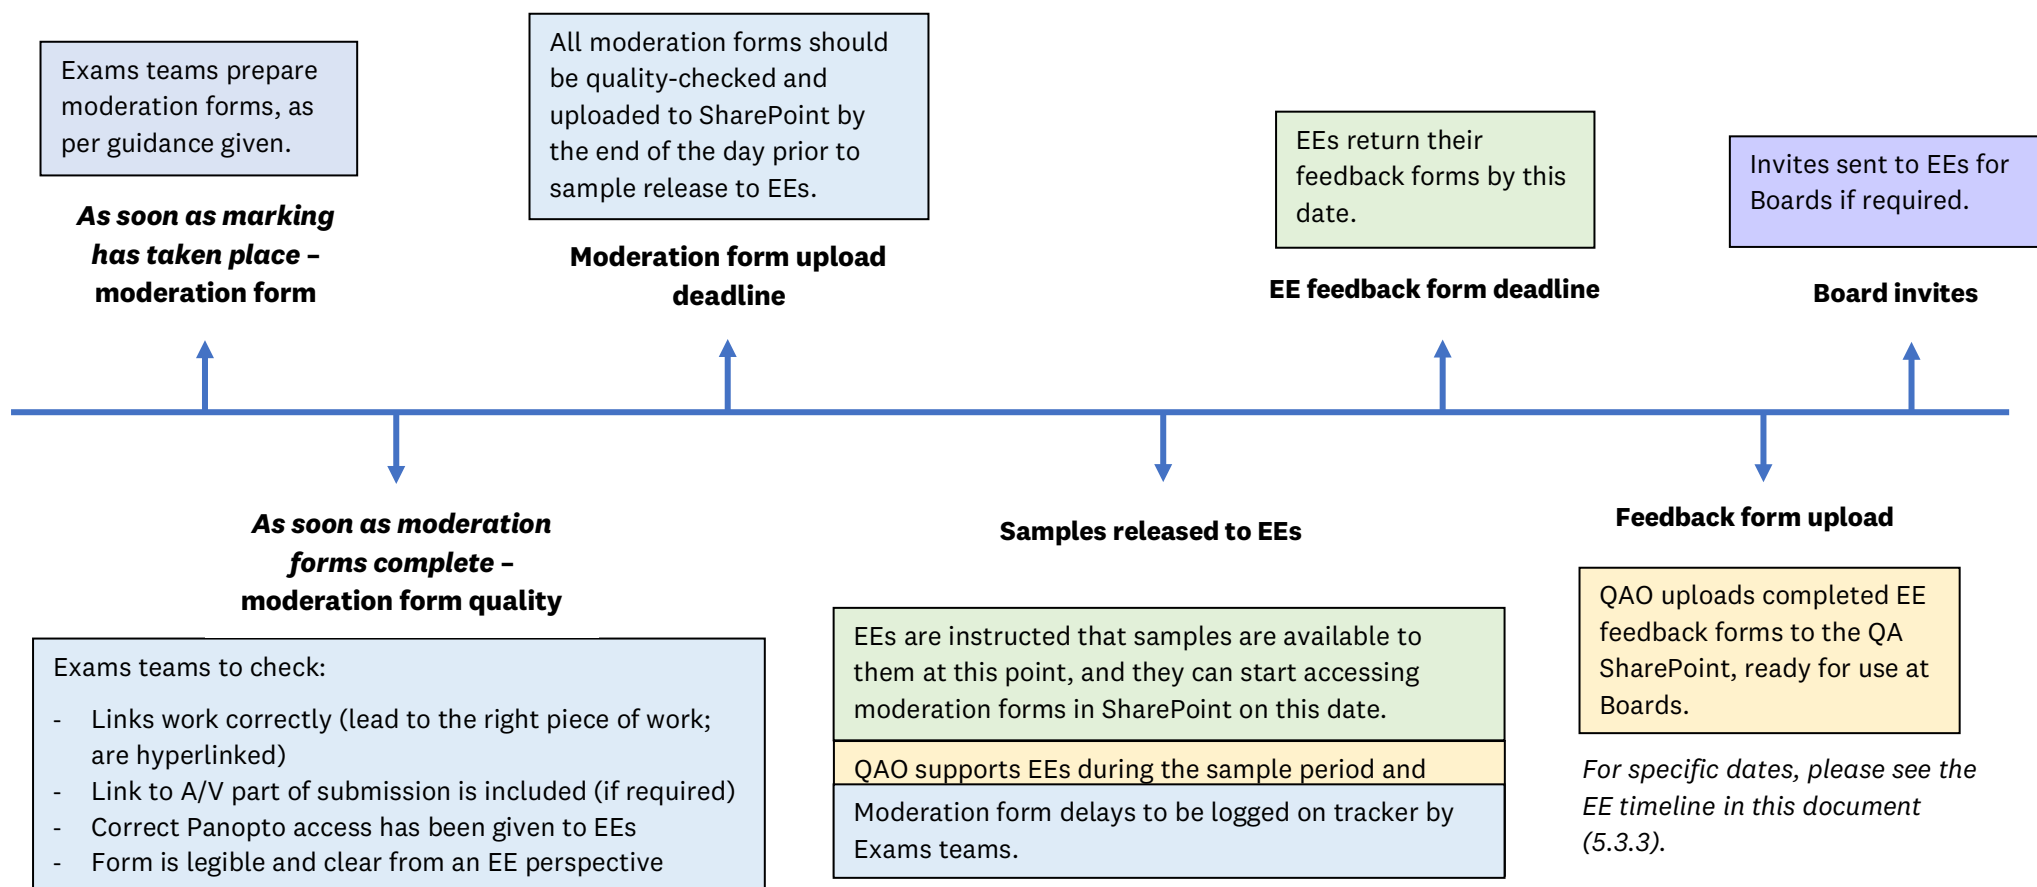 Exams teams prepare
moderation forms, as
per guidance given.
As soon as marking
has taken place –
moderation form
All moderation forms should
be quality-checked and
uploaded to SharePoint by
the end of the day prior to
sample release to EEs.
Moderation form upload
deadline
EEs return their
feedback forms by this
date.
EE feedback form deadline
Invites sent to EEs for
Boards if required.
Board invites
As soon as moderation
forms complete –
moderation form quality
Exams teams to check:
- Links work correctly (lead to the right piece of work;
are hyperlinked)
- Link to A/V part of submission is included (if required)
- Correct Panopto access has been given to EEs
- Form is legible and clear from an EE perspective
Samples released to EEs
EEs are instructed that samples are available to
them at this point, and they can start accessing
moderation forms in SharePoint on this date.
QAO supports EEs during the sample period and
Moderation form delays to be logged on tracker by
Exams teams.
Feedback form upload
QAO uploads completed EE
feedback forms to the QA
SharePoint, ready for use at
Boards.
For specific dates, please see the
EE timeline in this document
(5.3.3).